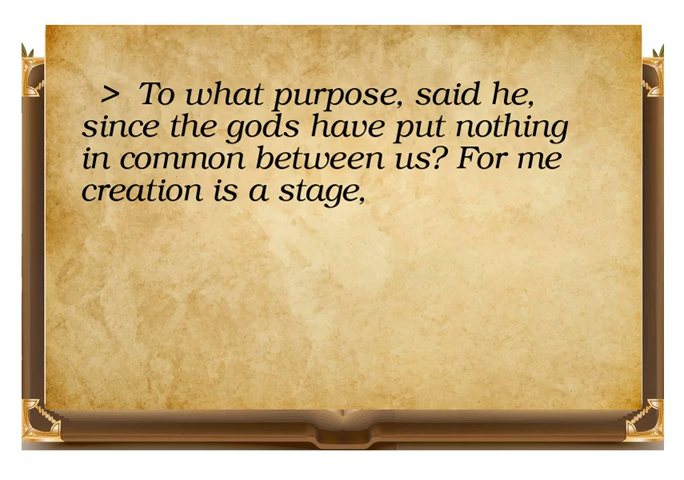 > To what purpose, said he,
since the gods have put nothing
in common between us? For me
creation is a stage,